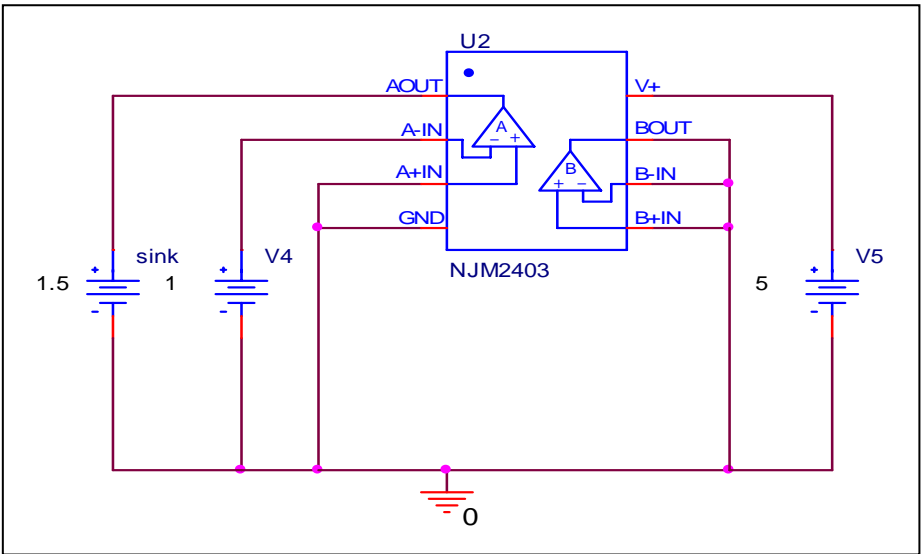 U2
AOUT
V+
A-IN
A
BOUT
A+IN
B
B-IN
GND
B+IN
NJM2403
sink
V4
V5
1.5
1
5
0